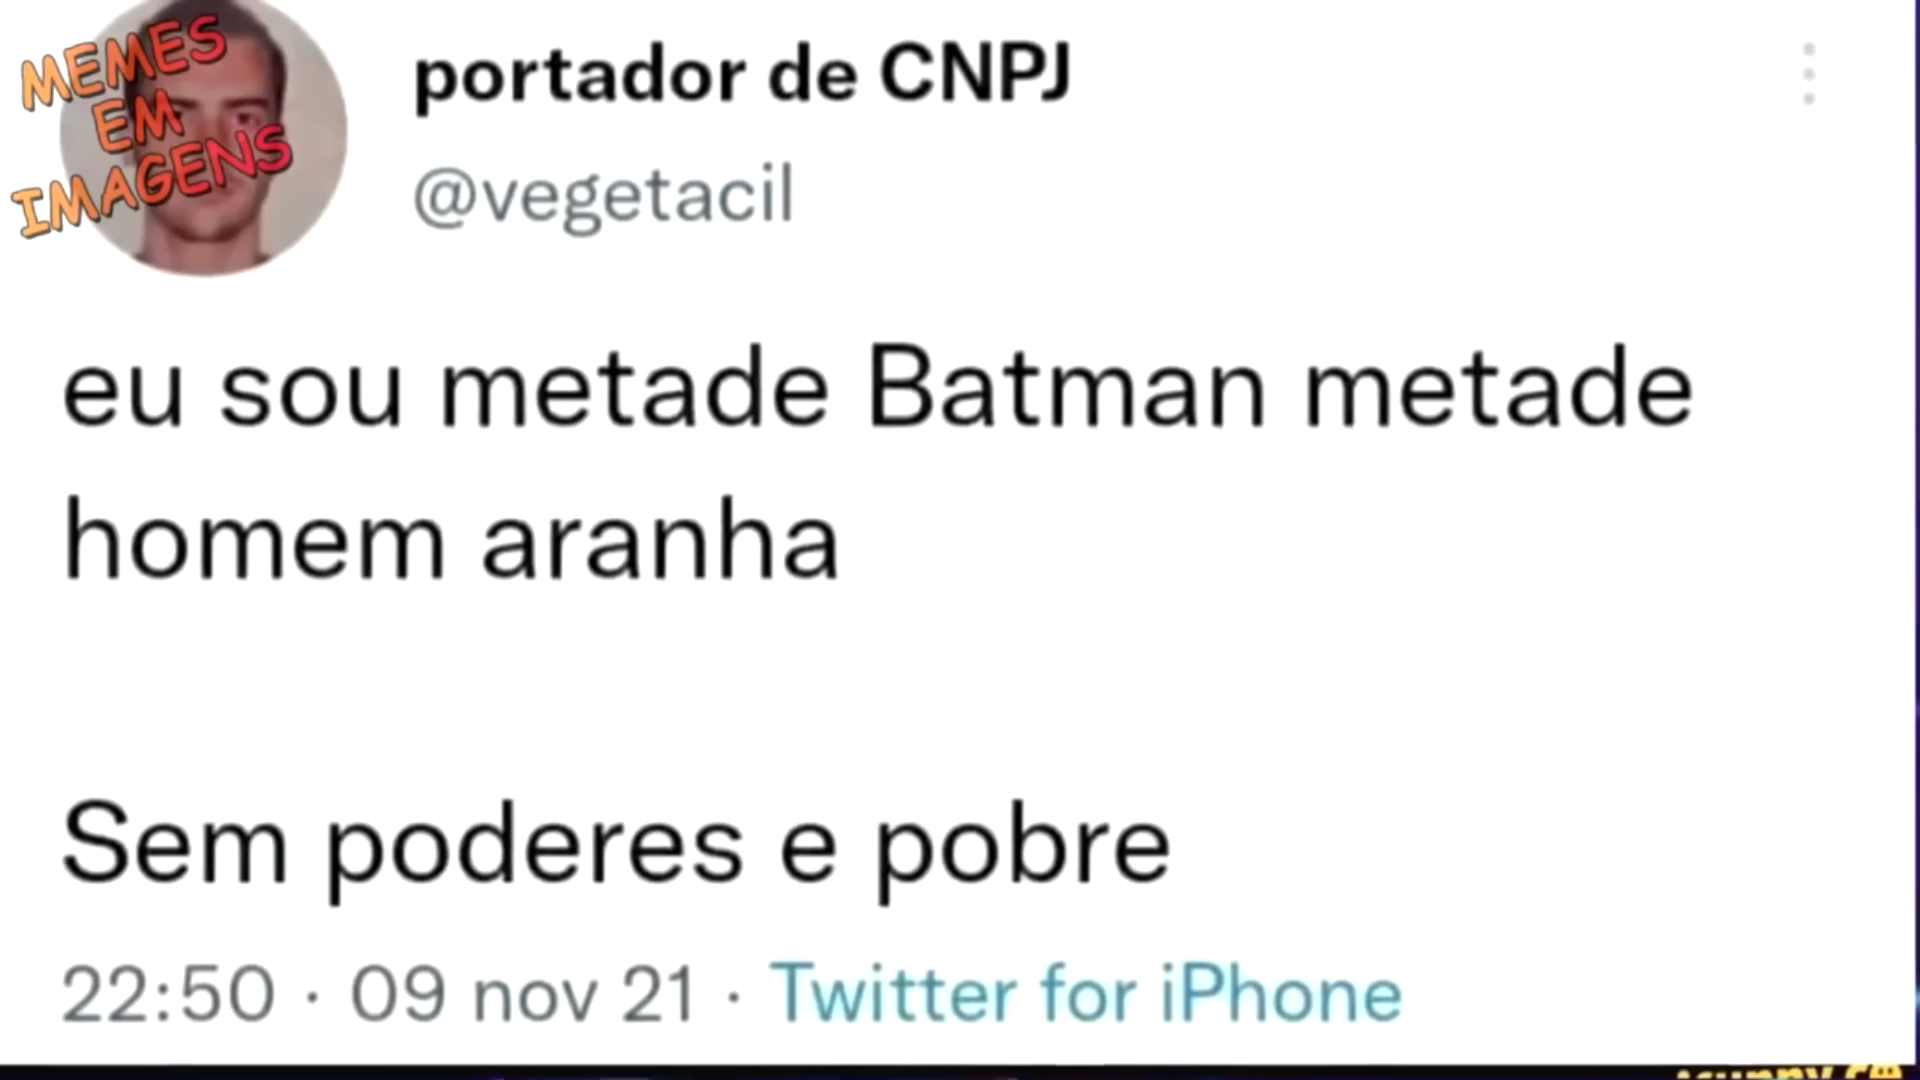 MEMES
EM
IMAGENS
portador de CNPJ
@vegetacil
eu sou metade Batman metade
homem aranha
Sem poderes e pobre
22:50 · 09 nov 21 · Twitter for iPhone